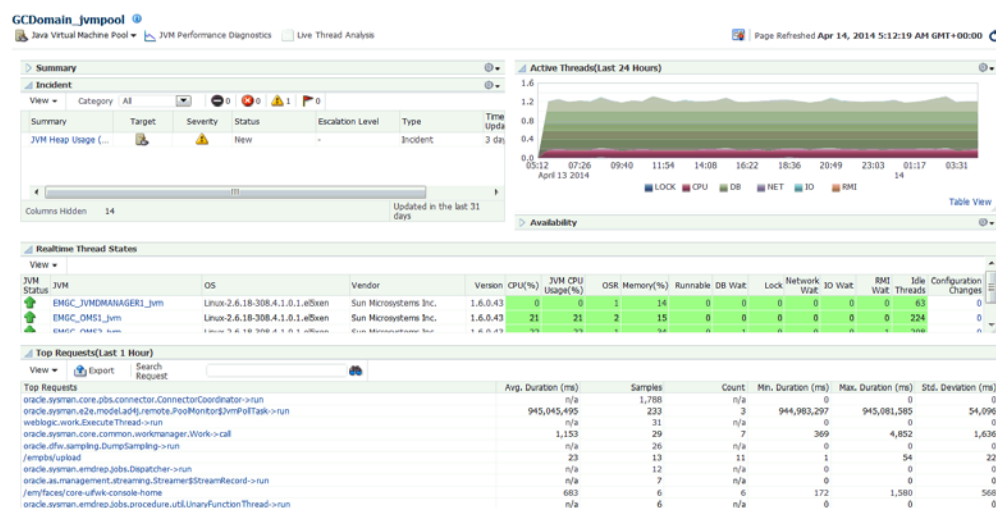 GCDomain_jvmpool
Java Virtual Machine Pool JVM Performance Diagnostics Live Thread Analysis
Page Refreshed Apr 14, 2014 5:12:19 AM GMT+00:00
Summary
Incident
View Category All 0 0 1 0
Summary Target Severity Status Escalation Level Type Time Upda
JVM Heap Usage (... New - Incident 3 day
Columns Hidden 14
Updated in the last 31 days
Active Threads(Last 24 Hours)
1.6
1.2
0.8
0.4
0.0
05:12 07:26 09:40 11:54 14:08 16:22 18:36 20:49 23:03 01:17 03:31
April 13 2014 14
LOCK CPU DB NET IO RMI
Table View
Availability
Realtime Thread States
View
JVM Status JVM OS Vendor Version CPU(%) JVM CPU Usage(%) OSR Memory(%) Runnable DB Wait Lock Network Wait IO Wait RMI Wait Idle Threads Configuration Changes
EMGC_JVMDMANAGER1_jvm Linux-2.6.18-308.4.1.0.1.el5xen Sun Microsystems Inc. 1.6.0.43 0 0 1 14 0 0 0 0 0 0 63 0
EMGC_OMS1_jvm Linux-2.6.18-308.4.1.0.1.el5xen Sun Microsystems Inc. 1.6.0.43 21 21 2 15 0 0 0 0 0 0 224 0
Top Requests(Last 1 Hour)
View Export Search Request
Top Requests Avg. Duration (ms) Samples Count Min. Duration (ms) Max. Duration (ms) Std. Deviation (ms)
oracle.sysman.core.pbs.connector.ConnectorCoordinator->run n/a 1,788 n/a 0 0 0
oracle.sysman.e2e.model.ad4j.remote.PoolMonitor$JvmPollTask->run 945,045,495 233 3 944,983,297 945,081,585 54,096
weblogic.work.ExecuteThread->run n/a 31 n/a 0 0 0
oracle.sysman.core.common.workmanager.Work->call 1,153 29 7 369 4,852 1,636
oracle.dfw.sampling.DumpSampling->run n/a 26 n/a 0 0 0
/empbs/upload 23 13 11 1 54 22
oracle.sysman.emdrep.jobs.Dispatcher->run n/a 12 n/a 0 0 0
oracle.as.management.streaming.Streamer$StreamRecord->run n/a 7 n/a 0 0 0
/em/faces/core-uifwk-console-home 683 6 6 172 1,580 568
oracle.sysman.emdrep.jobs.procedure.util.UnaryFunctionThread->run n/a 6 n/a 0 0 0